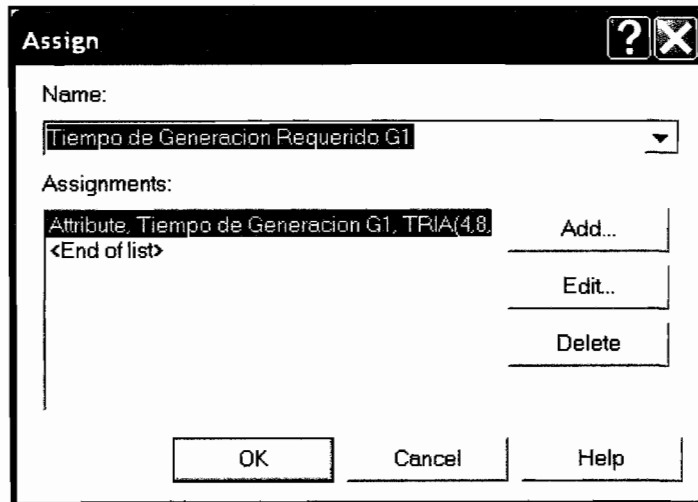 Assign
Name:
Tiempo de Generacion Requerido G1
Assignments:
Attribute, Tiempo de Generacion G1, TRIA(4,8,
<End of list>
Add...
Edit...
Delete
OK
Cancel
Help